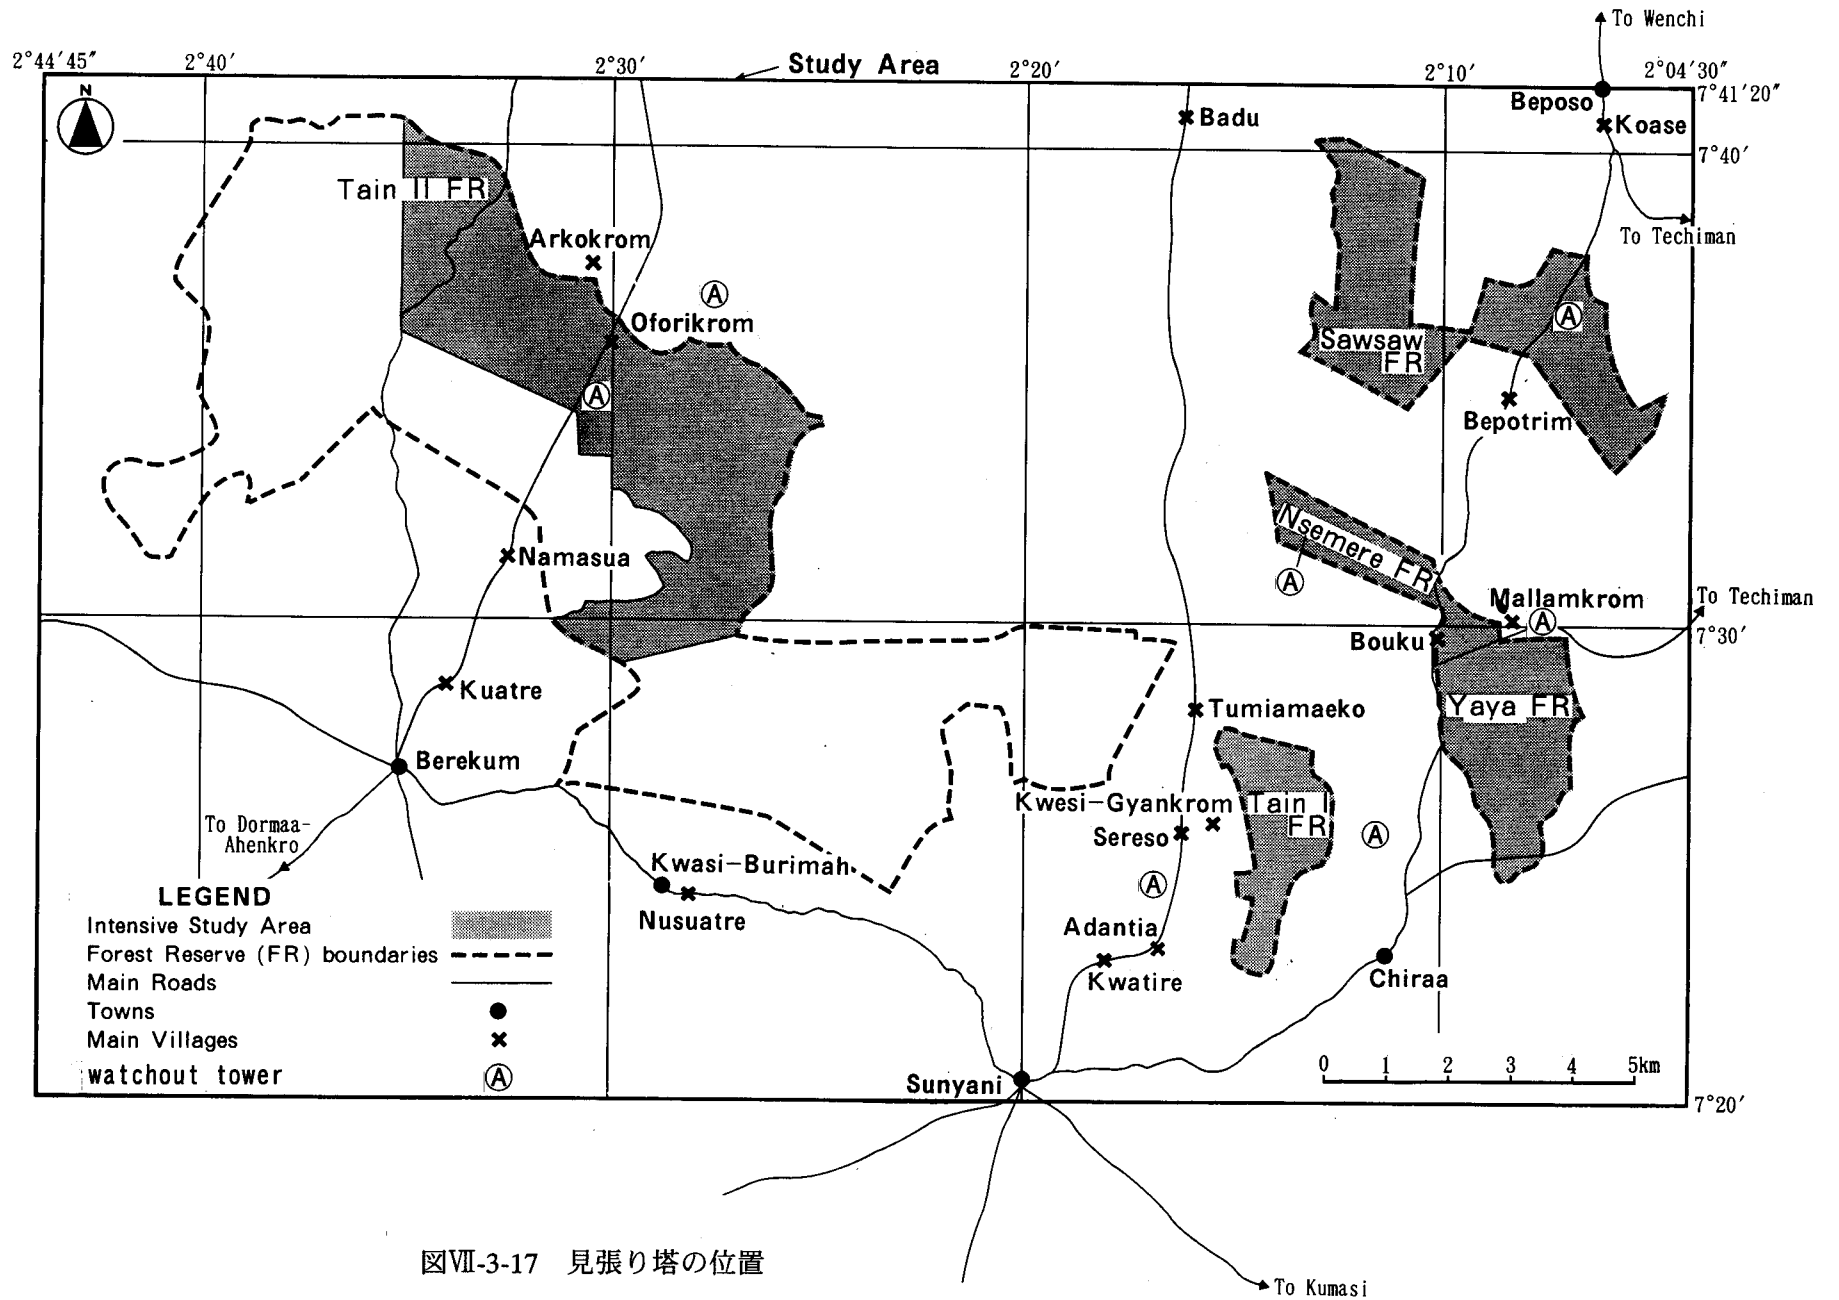 To Wenchi
2°44′45″
2°40′
2°30′
Study Area
2°20′
2°10′
2°04′30″
7°41′20″
N
Beposo
Badu
Koase
7°40′
Tain II FR
To Techiman
Arkokrom
A
Oforikrom
A
Sawsaw
FR
A
Bepotrim
Nsemere FR
Namasua
A
Mallamkrom
To Techiman
A
Bouku
7°30′
Kuatre
Yaya FR
Tumiamaeko
Berekum
Kwesi-Gyankrom
Tain I
FR
To Dormaa-
Ahenkro
Sereso
A
Kwasi-Burimah
A
LEGEND
Intensive Study Area
Nusuatre
Adantia
Forest Reserve (FR) boundaries
Main Roads
Kwatire
Chiraa
Towns
Main Villages
watchout tower
A
0 1 2 3 4 5km
Sunyani
7°20′
図Ⅶ-3-17 見張り塔の位置
To Kumasi